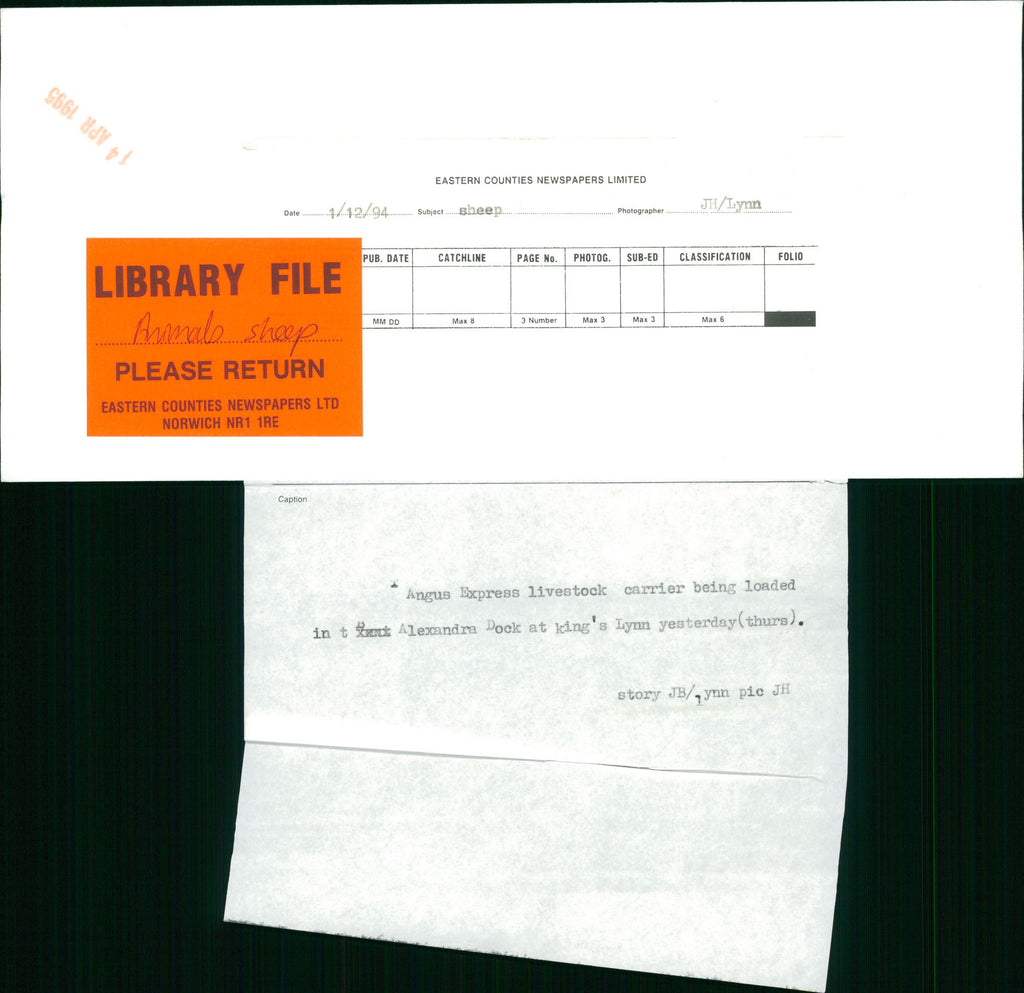 14 APR 1995
EASTERN COUNTIES NEWSPAPERS LIMITED
Date 1/12/94 Subject sheep Photographer JH/Lynn
PUB. DATE CATCHLINE PAGE No. PHOTOG. SUB-ED CLASSIFICATION FOLIO
MM DD Max 8 3 Number Max 3 Max 3 Max 6
LIBRARY FILE
Animals sheep
PLEASE RETURN
EASTERN COUNTIES NEWSPAPERS LTD
NORWICH NR1 1RE
Caption
Angus Express livestock carrier being loaded
in t Alexandra Dock at king's Lynn yesterday(thurs).
story JB/lynn pic JH